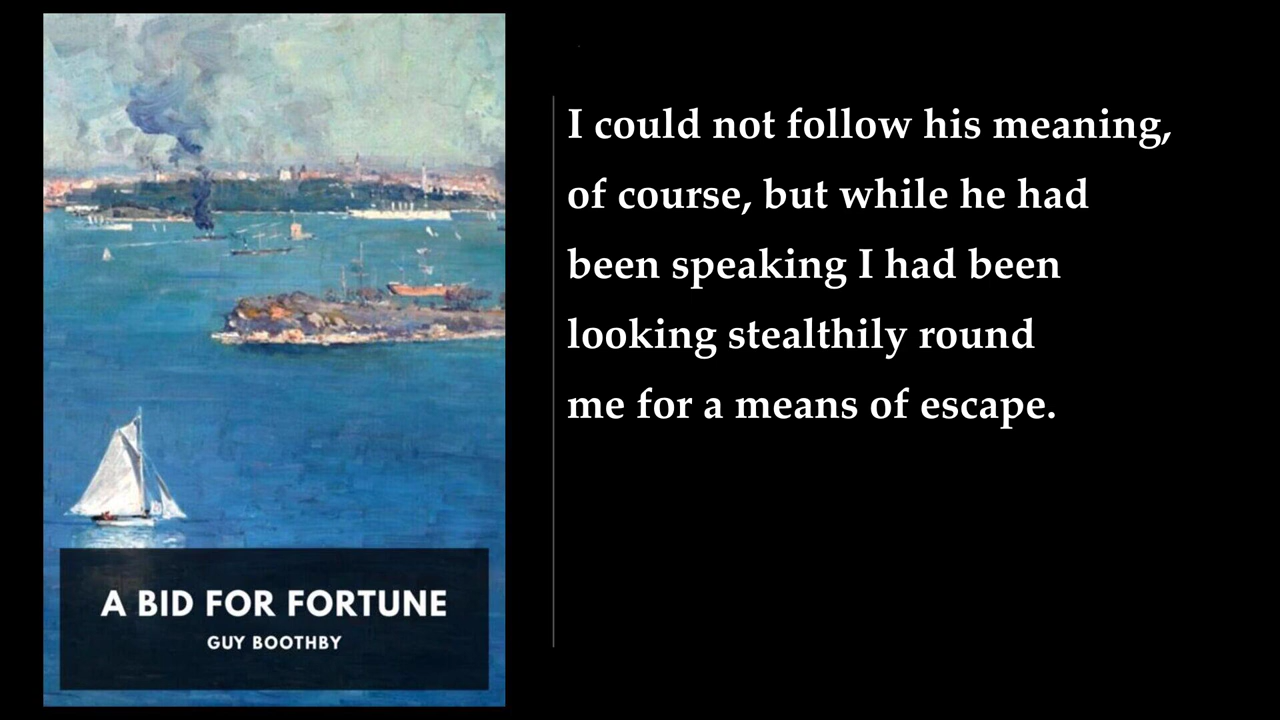 I could not follow his meaning,
of course, but while he had
been speaking I had been
looking stealthily round
me for a means of escape.
A BID FOR FORTUNE
GUY BOOTHBY